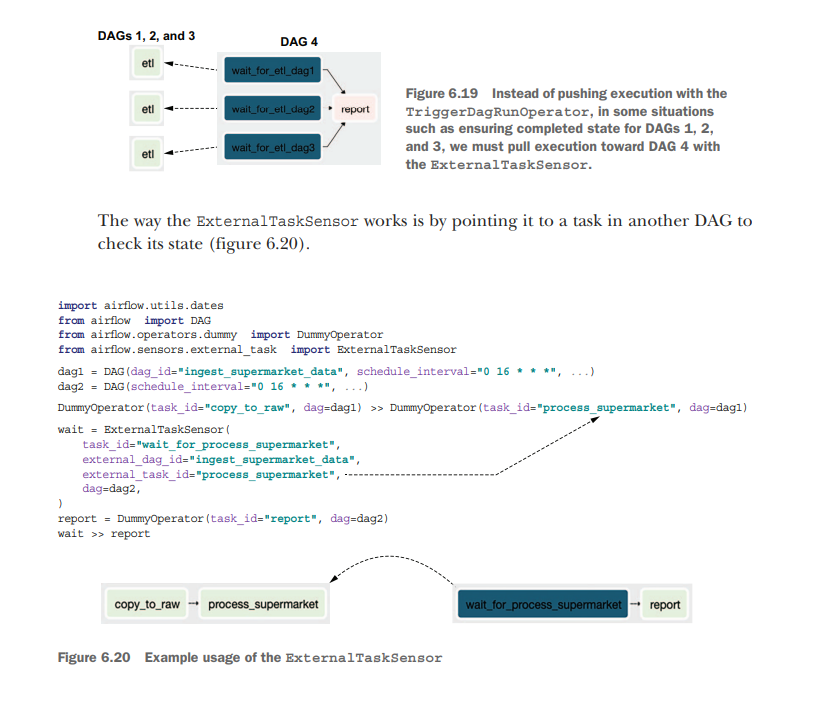 DAGs 1, 2, and 3
DAG 4
etl
wait_for_etl_dag1
etl
wait_for_etl_dag2
report
etl
wait_for_etl_dag3
Figure 6.19 Instead of pushing execution with the
TriggerDagRunOperator, in some situations
such as ensuring completed state for DAGs 1, 2,
and 3, we must pull execution toward DAG 4 with
the ExternalTaskSensor.
The way the ExternalTaskSensor works is by pointing it to a task in another DAG to
check its state (figure 6.20).
import airflow.utils.dates
from airflow import DAG
from airflow.operators.dummy import DummyOperator
from airflow.sensors.external_task import ExternalTaskSensor
dag1 = DAG(dag_id="ingest_supermarket_data", schedule_interval="0 16 * * *", ...)
dag2 = DAG(schedule_interval="0 16 * * *", ...)
DummyOperator(task_id="copy_to_raw", dag=dag1) >> DummyOperator(task_id="process_supermarket", dag=dag1)
wait = ExternalTaskSensor(
task_id="wait_for_process_supermarket",
external_dag_id="ingest_supermarket_data",
external_task_id="process_supermarket",
dag=dag2,
)
report = DummyOperator(task_id="report", dag=dag2)
wait >> report
copy_to_raw
process_supermarket
wait_for_process_supermarket
report
Figure 6.20 Example usage of the ExternalTaskSensor